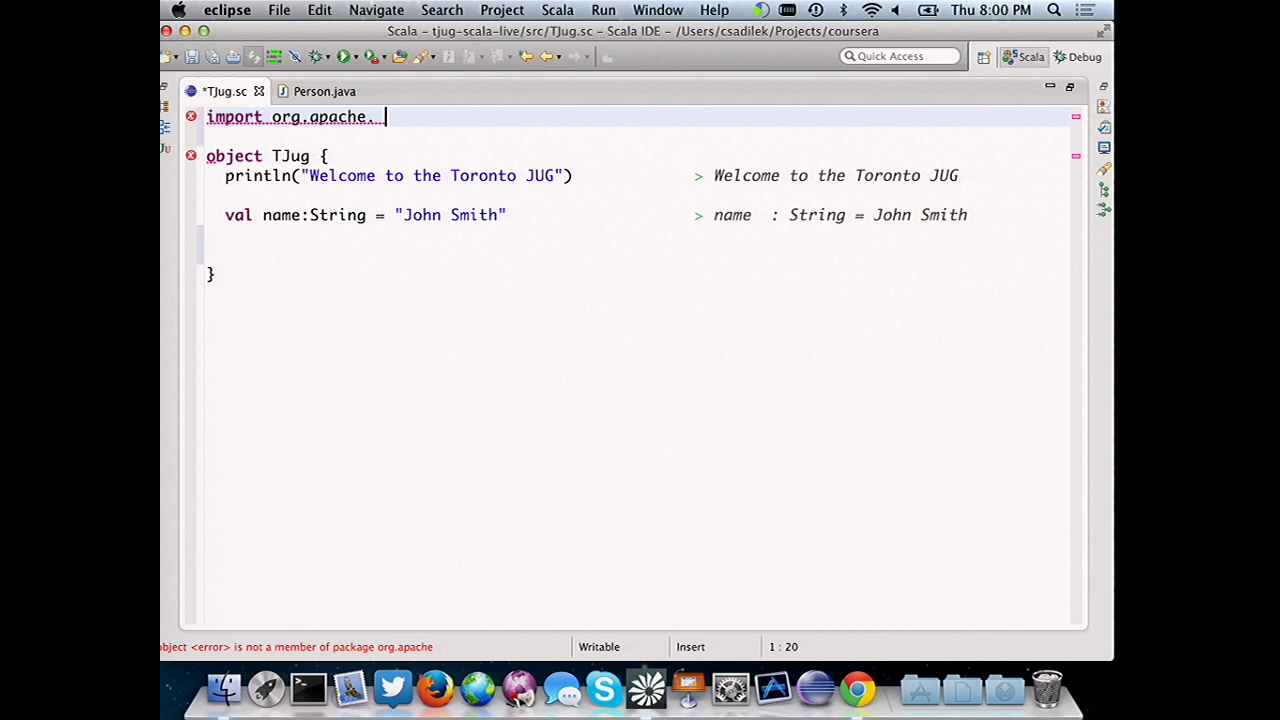 eclipse File Edit Navigate Search Project Scala Run Window Help Thu 8:00 PM
Scala – tjug-scala-live/src/TJug.sc – Scala IDE – /Users/csadilek/Projects/coursera
Quick Access Scala Debug
*TJug.sc Person.java
import org.apache.
object TJug {
println("Welcome to the Toronto JUG") > Welcome to the Toronto JUG
val name:String = "John Smith" > name : String = John Smith
}
object <error> is not a member of package org.apache Writable Insert 1 : 20